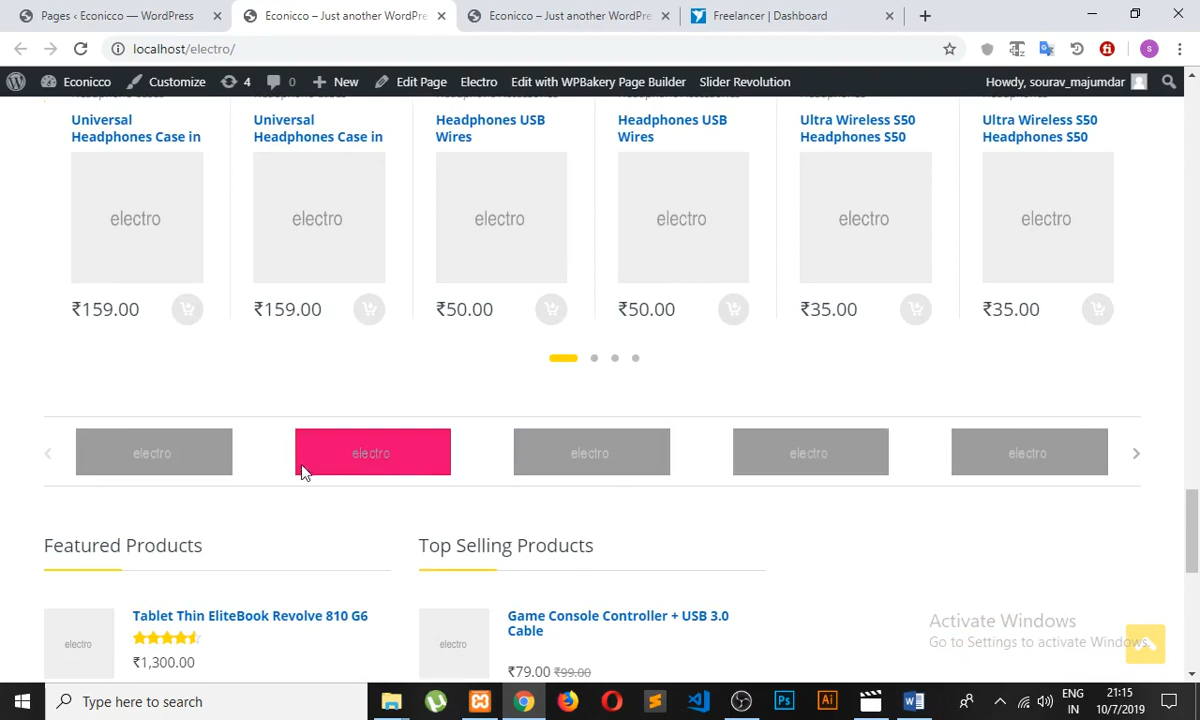 Pages ‹ Econicco — WordPress
Econicco – Just another WordPre
Econicco – Just another WordPre
Freelancer | Dashboard
localhost/electro/
Econicco
Customize
4
0
New
Edit Page
Electro
Edit with WPBakery Page Builder
Slider Revolution
Howdy, sourav_majumdar
Universal
Headphones Case in
Universal
Headphones Case in
Headphones USB
Wires
Headphones USB
Wires
Ultra Wireless S50
Headphones S50
Ultra Wireless S50
Headphones S50
electro
electro
electro
electro
electro
electro
₹159.00
₹159.00
₹50.00
₹50.00
₹35.00
₹35.00
electro
electro
electro
electro
electro
Featured Products
Top Selling Products
electro
Tablet Thin EliteBook Revolve 810 G6
₹1,300.00
electro
Game Console Controller + USB 3.0
Cable
₹79.00 ₹99.00
Activate Windows
Go to Settings to activate Windows.
Type here to search
ENG
IN
21:15
10/7/2019